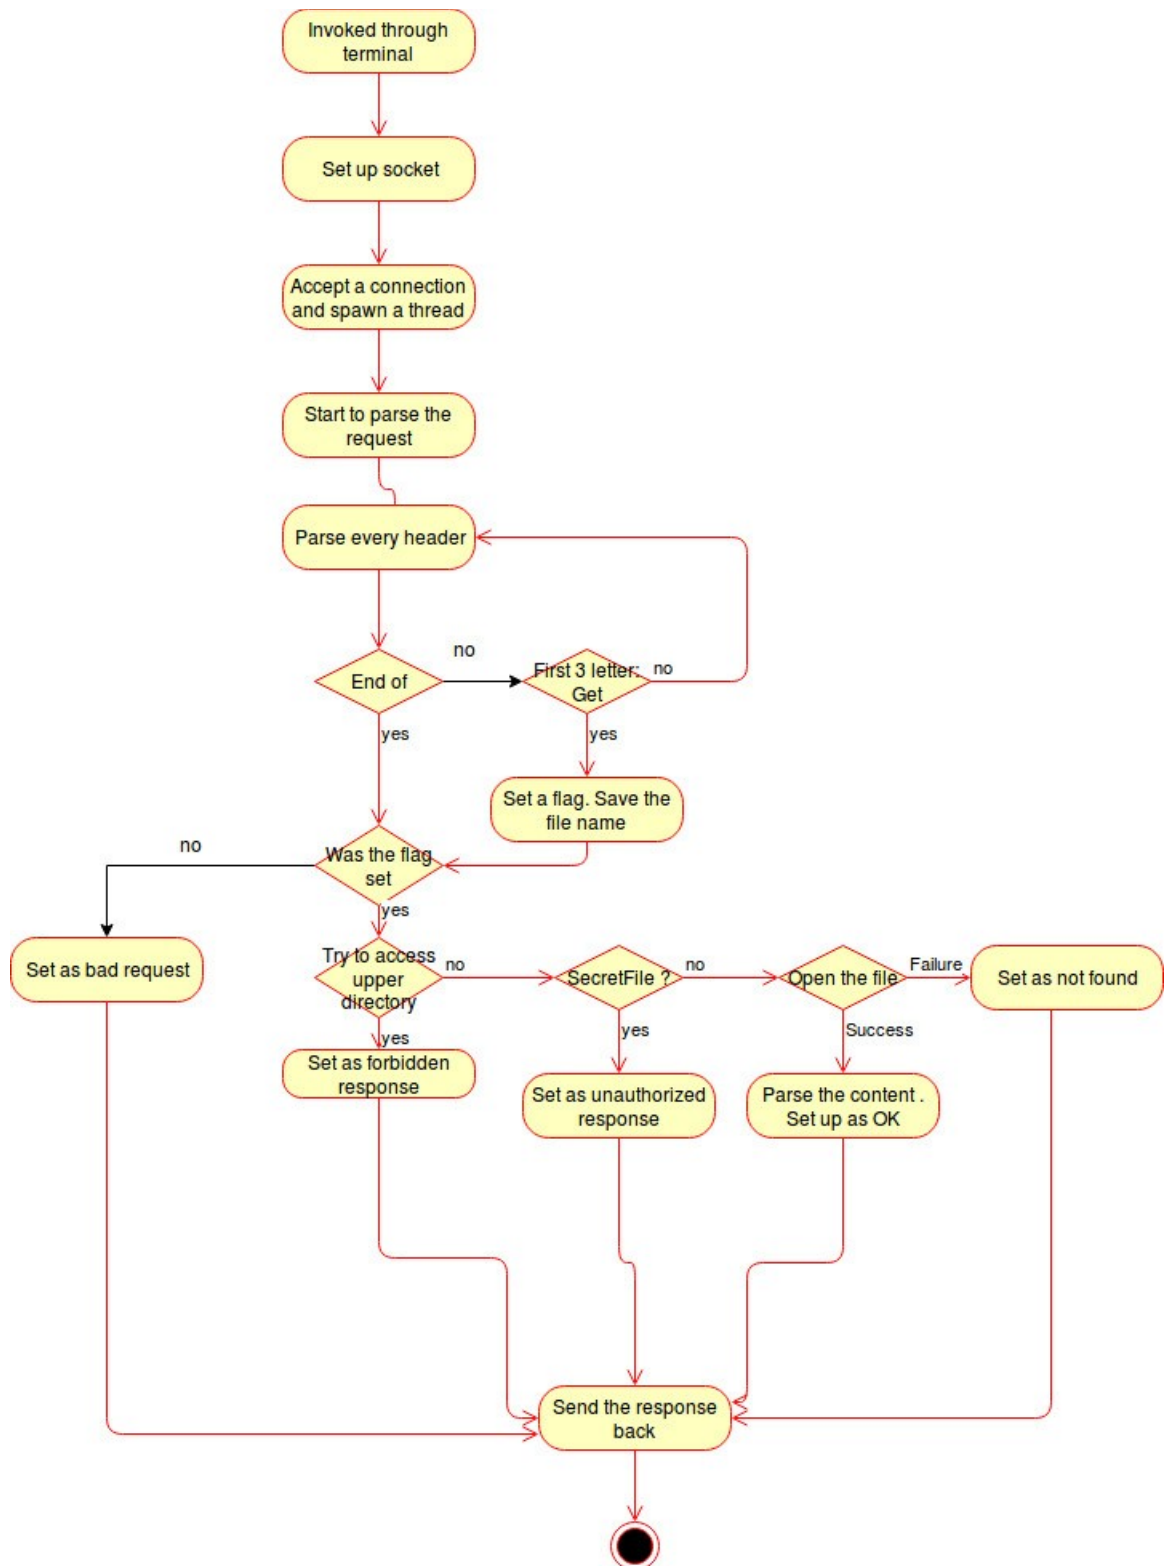 Invoked through
terminal
Set up socket
Accept a connection
and spawn a thread
Start to parse the
request
Parse every header
no
End of
First 3 letter:
Get
no
yes
yes
Set a flag. Save the
file name
no
Was the flag
set
yes
Set as bad request
Try to access
upper
directory
no
SecretFile ?
no
Open the file
Failure
Set as not found
yes
yes
Success
Set as forbidden
response
Set as unauthorized
response
Parse the content .
Set up as OK
Send the response
back